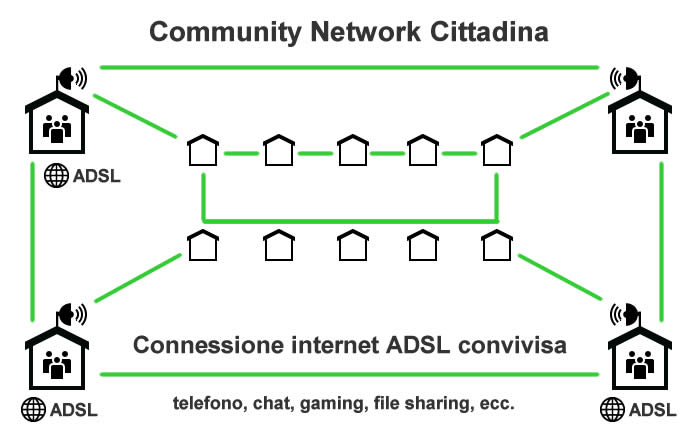 Community Network Cittadina
ADSL
Connessione internet ADSL convivisa
telefono, chat, gaming, file sharing, ecc.
ADSL
ADSL